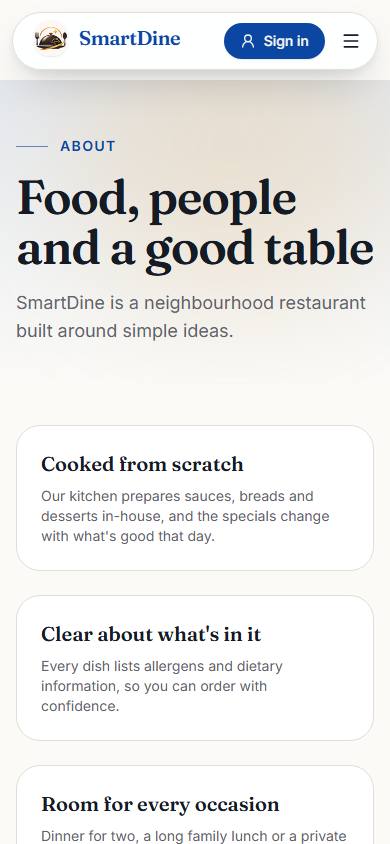 SmartDine
Sign in
ABOUT
Food, people
and a good table
SmartDine is a neighbourhood restaurant
built around simple ideas.
Cooked from scratch
Our kitchen prepares sauces, breads and
desserts in-house, and the specials change
with what's good that day.
Clear about what's in it
Every dish lists allergens and dietary
information, so you can order with
confidence.
Room for every occasion
Dinner for two, a long family lunch or a private